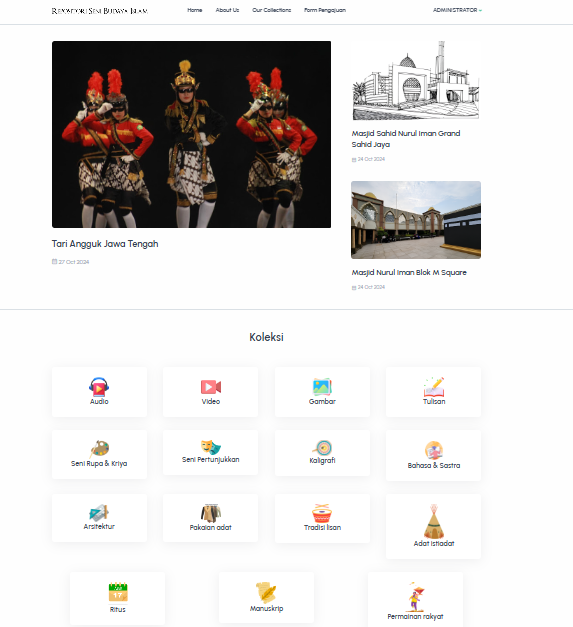 Repositori Seni Budaya Islam
Home
About Us
Our Collections
Form Pengajuan
ADMINISTRATOR
Tari Angguk Jawa Tengah
27 Oct 2024
Masjid Sahid Nurul Iman Grand
Sahid Jaya
24 Oct 2024
Masjid Nurul Iman Blok M Square
24 Oct 2024
Koleksi
Audio
Video
Gambar
Tulisan
Seni Rupa & Kriya
Seni Pertunjukkan
Kaligrafi
Bahasa & Sastra
Arsitektur
Pakaian adat
Tradisi lisan
Adat istiadat
Ritus
Manuskrip
Permainan rakyat